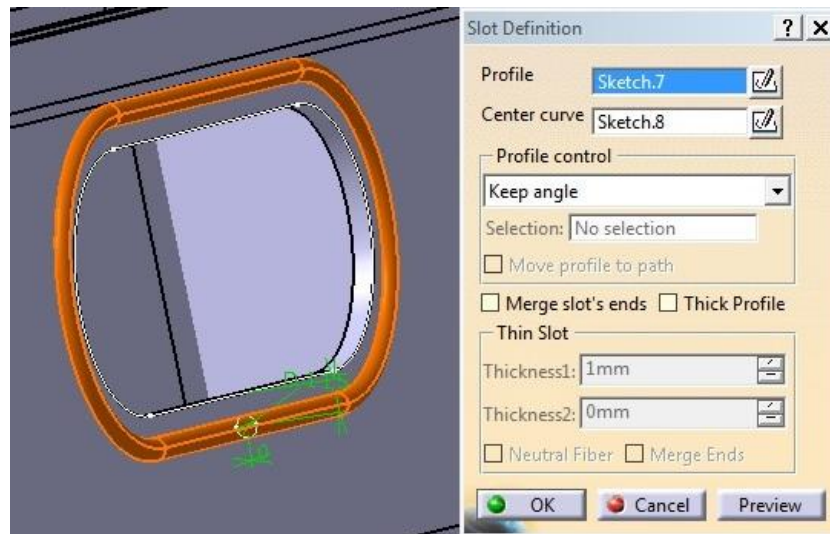 Slot Definition ? X
Profile Sketch.7
Center curve Sketch.8
Profile control
Keep angle
Selection: No selection
Move profile to path
Merge slot's ends Thick Profile
Thin Slot
Thickness1: 1mm
Thickness2: 0mm
Neutral Fiber Merge Ends
OK Cancel Preview